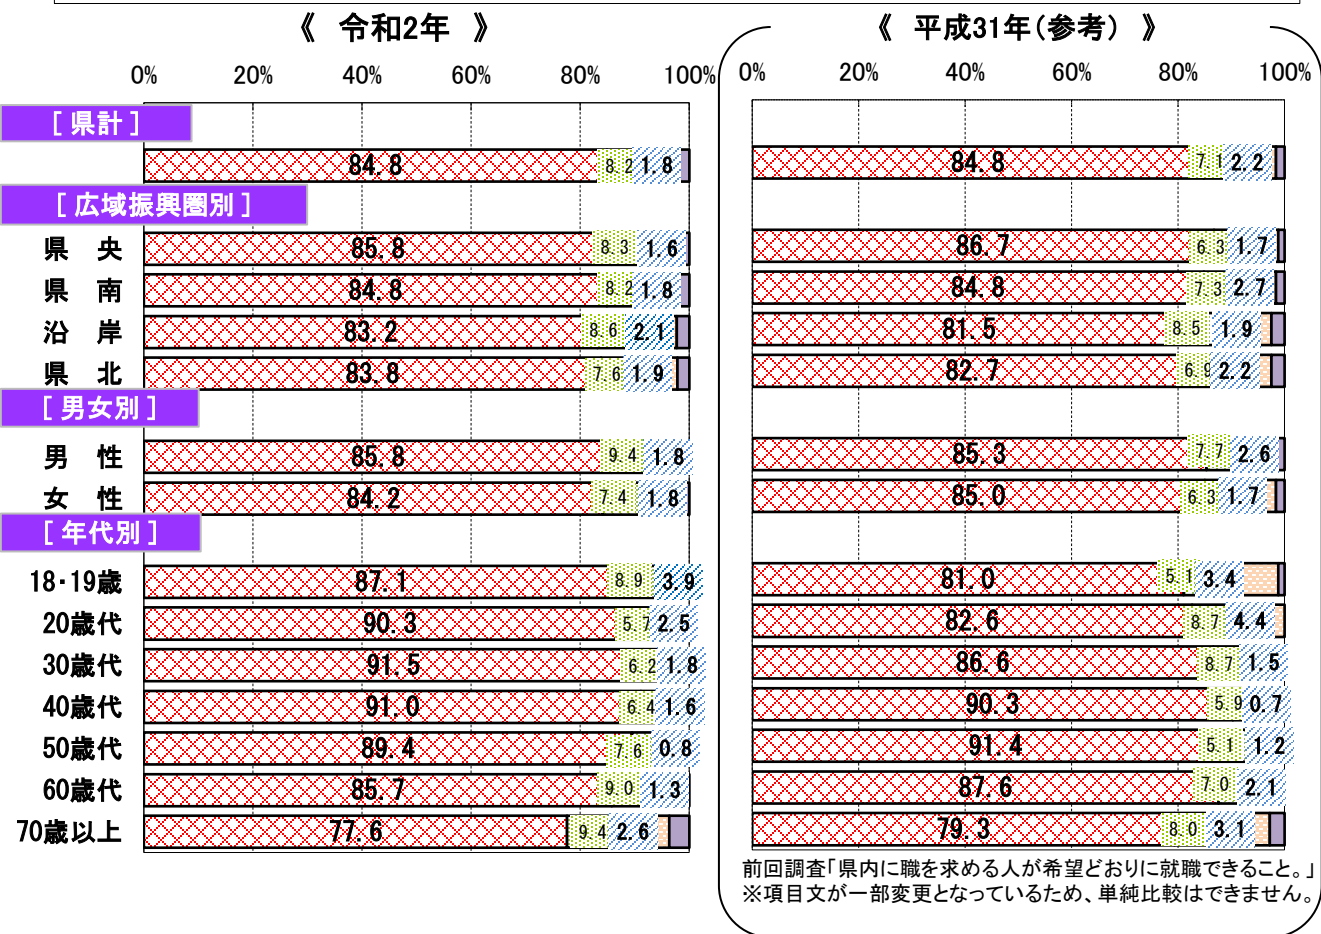 《 令和2年 》
《 平成31年(参考) 》
0% 20% 40% 60% 80% 100%
0% 20% 40% 60% 80% 100%
[ 県計 ]
84.8 8.2 1.8
84.8 7.1 2.2
[ 広域振興圏別 ]
県 央 85.8 8.3 1.6
86.7 6.3 1.7
県 南 84.8 8.2 1.8
84.8 7.3 2.7
沿 岸 83.2 8.6 2.1
81.5 8.5 1.9
県 北 83.8 7.6 1.9
82.7 6.9 2.2
[ 男女別 ]
男 性 85.8 9.4 1.8
85.3 7.7 2.6
女 性 84.2 7.4 1.8
85.0 6.3 1.7
[ 年代別 ]
18・19歳 87.1 8.9 3.9
81.0 5.1 3.4
20歳代 90.3 5.7 2.5
82.6 8.7 4.4
30歳代 91.5 6.2 1.8
86.6 8.7 1.5
40歳代 91.0 6.4 1.6
90.3 5.9 0.7
50歳代 89.4 7.6 0.8
91.4 5.1 1.2
60歳代 85.7 9.0 1.3
87.6 7.0 2.1
70歳以上 77.6 9.4 2.6
79.3 8.0 3.1
前回調査「県内に職を求める人が希望どおりに就職できること。」
※項目文が一部変更となっているため、単純比較はできません。